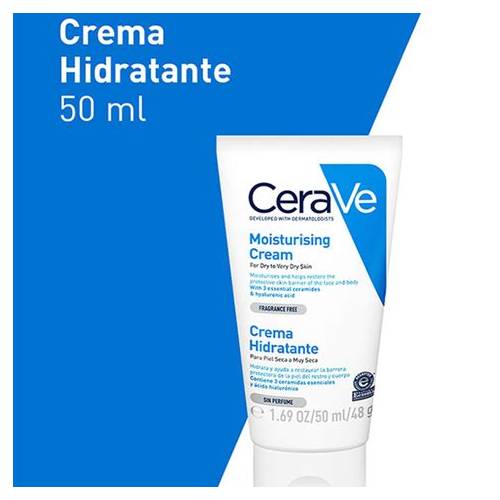 Crema
Hidratante
50 ml
CeraVe
DEVELOPED WITH DERMATOLOGISTS
Moisturising
Cream
For Dry to Very Dry Skin
Moisturises and helps restore the
protective skin barrier of the face and body
With 3 essential ceramides
& hyaluronic acid
FRAGRANCE FREE
Crema
Hidratante
Para Piel Seca a Muy Seca
Hidrata y ayuda a restaurar la barrera
protectora de la piel del rostro y cuerpo
Contiene 3 ceramidas esenciales
y ácido hialurónico
SIN PERFUME
e 1.69 OZ/50 ml/48 g